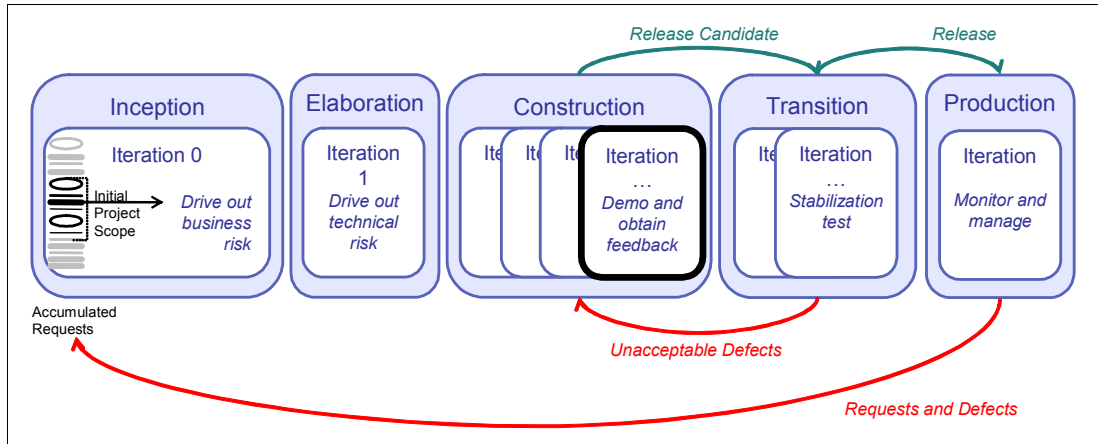 Release Candidate
Release
Inception
Elaboration
Construction
Transition
Production
Iteration 0
Initial
Project
Scope
Drive out
business
risk
Accumulated
Requests
Iteration
1
Drive out
technical
risk
Ite
Ite
Ite
Iteration
...
Demo and
obtain
feedback
Ite
Iteration
...
Stabilization
test
Iteration
Monitor and
manage
Unacceptable Defects
Requests and Defects